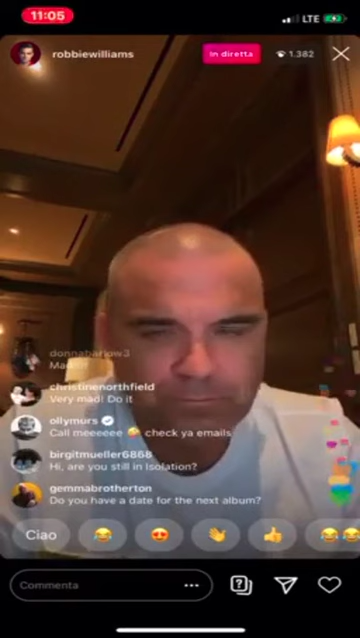 11:05
LTE
robbiewilliams
In diretta
1.382
donnabarlow3
christinenorthfield
Very mad! Do it
ollymurs
Call meeeeee 🤪 check ya emails
birgitmueller6868
Hi, are you still in Isolation?
gemmabrotherton
Do you have a date for the next album?
Ciao
Commenta